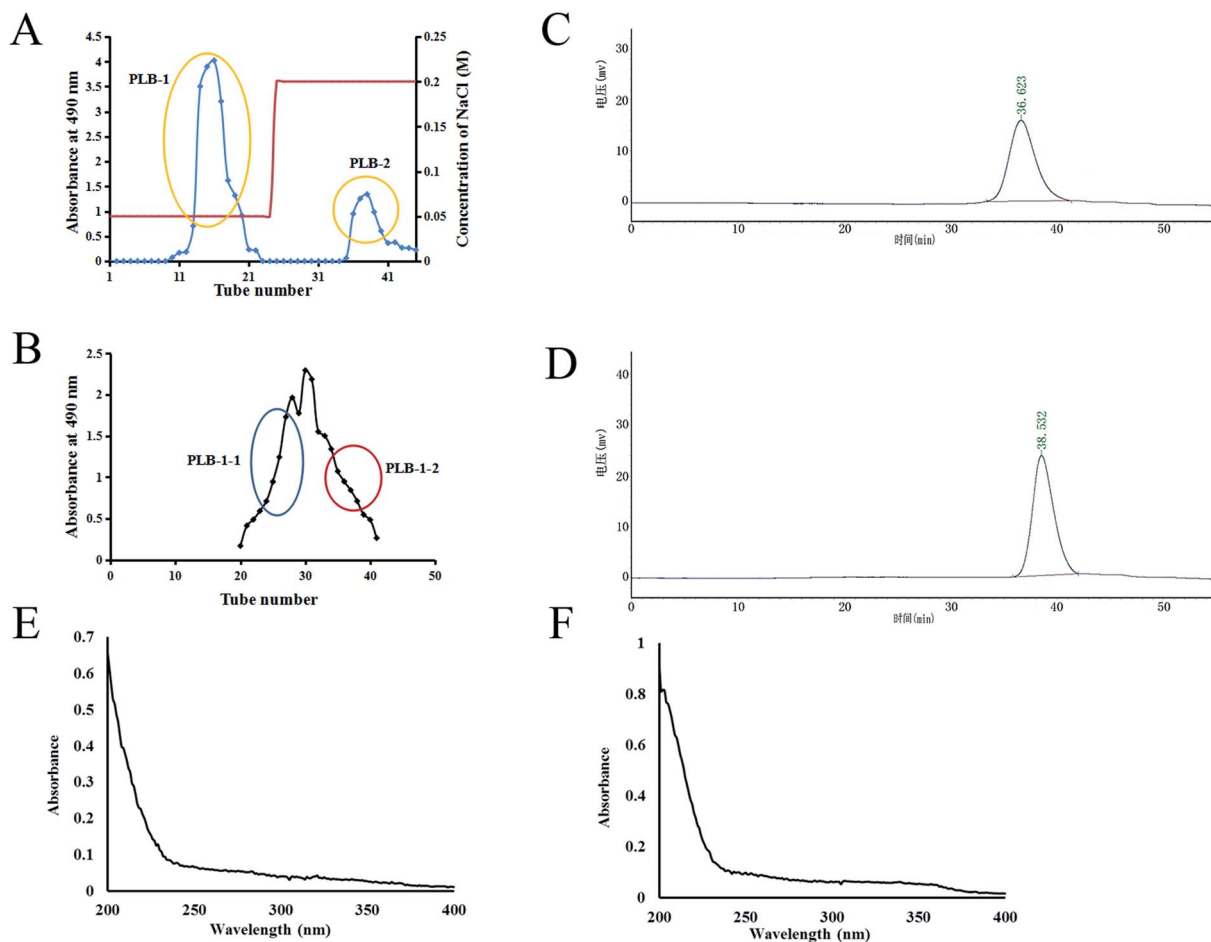 A
Absorbance at 490 nm
4.5
4
3.5
3
2.5
2
1.5
1
0.5
0
PLB-1
PLB-2
0.25
0.2
0.15
0.1
0.05
0
Concentration of NaCl (M)
1 11 21 31 41
Tube number
C
电压(mv)
30
20
10
0
36.623
0 10 20 30 40 50
时间(min)
B
Absorbance at 490 nm
2.5
2
1.5
1
0.5
0
PLB-1-1
PLB-1-2
0 10 20 30 40 50
Tube number
D
电压(mv)
40
30
20
10
0
38.532
0 10 20 30 40 50
时间(min)
E
Absorbance
0.7
0.6
0.5
0.4
0.3
0.2
0.1
0
200 250 300 350 400
Wavelength (nm)
F
Absorbance
1
0.8
0.6
0.4
0.2
0
200 250 300 350 400
Wavelength (nm)